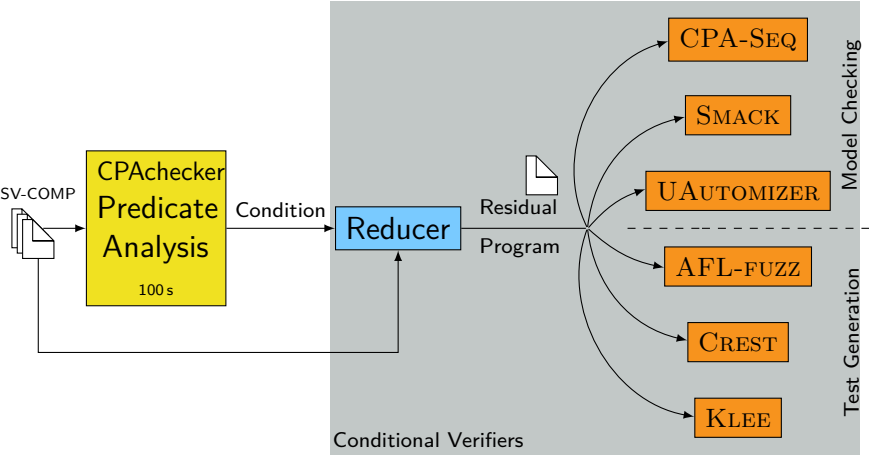 SV-COMP
CPAchecker
Predicate
Analysis
100 s
Condition
Reducer
Residual
Program
CPA-SEQ
SMACK
UAUTOMIZER
AFL-FUZZ
CREST
KLEE
Model Checking
Test Generation
Conditional Verifiers